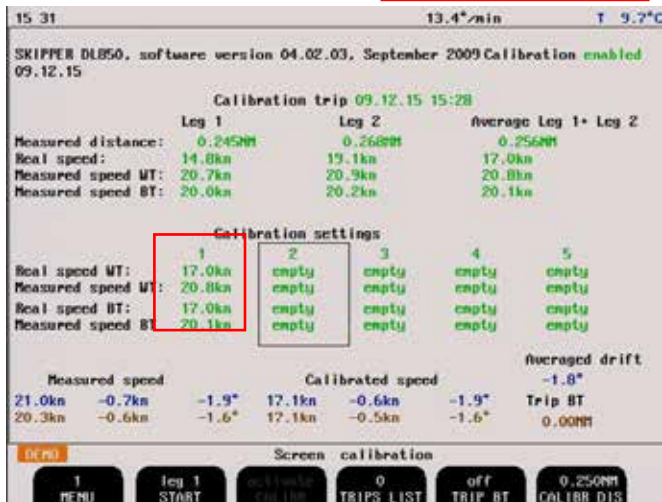 15 31 13.4°/min T 9.7°C
SKIPPER DL850, software version 04.02.03, September 2009 Calibration enabled
09.12.15
Calibration trip 09.12.15 15:28
Leg 1 Leg 2 Average Leg 1+ Leg 2
Measured distance: 0.245NM 0.268NM 0.256NM
Real speed: 14.8kn 19.1kn 17.0kn
Measured speed WT: 20.7kn 20.9kn 20.8kn
Measured speed BT: 20.0kn 20.2kn 20.1kn
Calibration settings
1 2 3 4 5
Real speed WT: 17.0kn empty empty empty empty
Measured speed WT: 20.8kn empty empty empty empty
Real speed BT: 17.0kn empty empty empty empty
Measured speed BT 20.1kn empty empty empty empty
Averaged drift
Measured speed Calibrated speed -1.8°
21.0kn -0.7kn -1.9° 17.1kn -0.6kn -1.9° Trip BT
20.3kn -0.6kn -1.6° 17.1kn -0.5kn -1.6° 0.00NM
DEMO Screen calibration
1 leg 1 activate 0 off 0.250NM
MENU START CALIBR TRIPS LIST TRIP BT CALIBR DIS